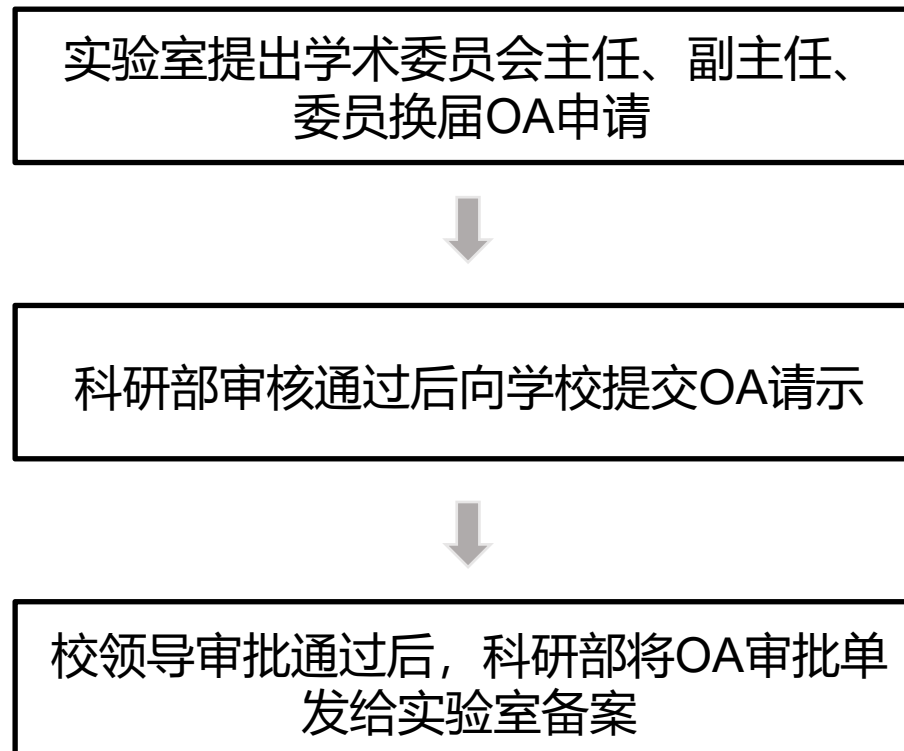 实验室提出学术委员会主任、副主任、
委员换届OA申请
科研部审核通过后向学校提交OA请示
校领导审批通过后，科研部将OA审批单
发给实验室备案